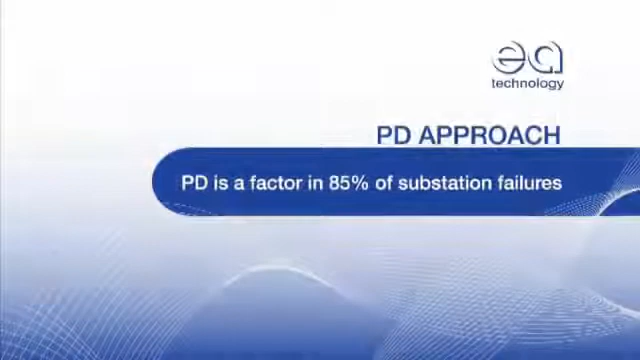 ea
technology
PD APPROACH
PD is a factor in 85% of substation failures